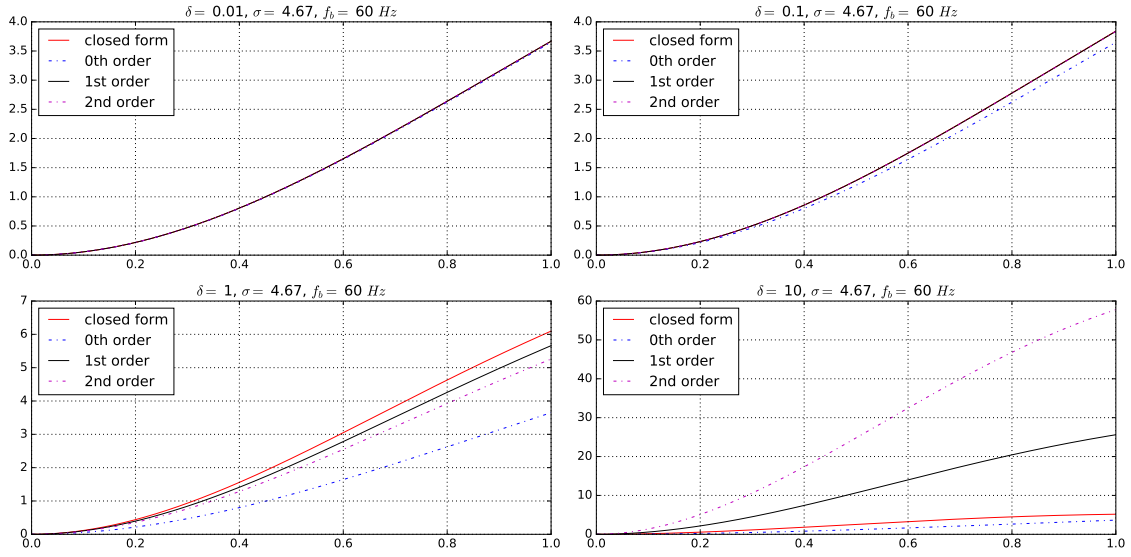 δ = 0.01, σ = 4.67, f_b = 60 Hz
4.0
3.5
3.0
2.5
2.0
1.5
1.0
0.5
0.0
closed form
0th order
1st order
2nd order
0.0 0.2 0.4 0.6 0.8 1.0
δ = 0.1, σ = 4.67, f_b = 60 Hz
4.0
3.5
3.0
2.5
2.0
1.5
1.0
0.5
0.0
closed form
0th order
1st order
2nd order
0.0 0.2 0.4 0.6 0.8 1.0
δ = 1, σ = 4.67, f_b = 60 Hz
7
6
5
4
3
2
1
0
closed form
0th order
1st order
2nd order
0.0 0.2 0.4 0.6 0.8 1.0
δ = 10, σ = 4.67, f_b = 60 Hz
60
50
40
30
20
10
0
closed form
0th order
1st order
2nd order
0.0 0.2 0.4 0.6 0.8 1.0